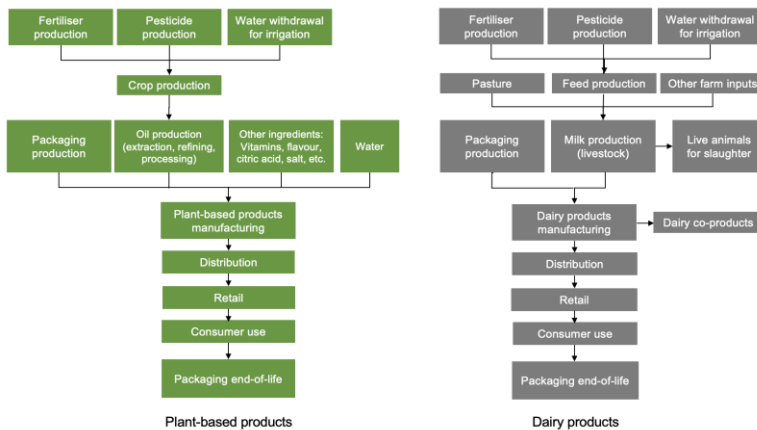 Fertiliser
production
Pesticide
production
Water withdrawal
for irrigation
Crop production
Packaging
production
Oil production
(extraction, refining,
processing)
Other ingredients:
Vitamins, flavour,
citric acid, salt, etc.
Water
Plant-based products
manufacturing
Distribution
Retail
Consumer use
Packaging end-of-life
Plant-based products
Fertiliser
production
Pesticide
production
Water withdrawal
for irrigation
Pasture
Feed production
Other farm inputs
Packaging
production
Milk production
(livestock)
Live animals
for slaughter
Dairy products
manufacturing
Dairy co-products
Distribution
Retail
Consumer use
Packaging end-of-life
Dairy products